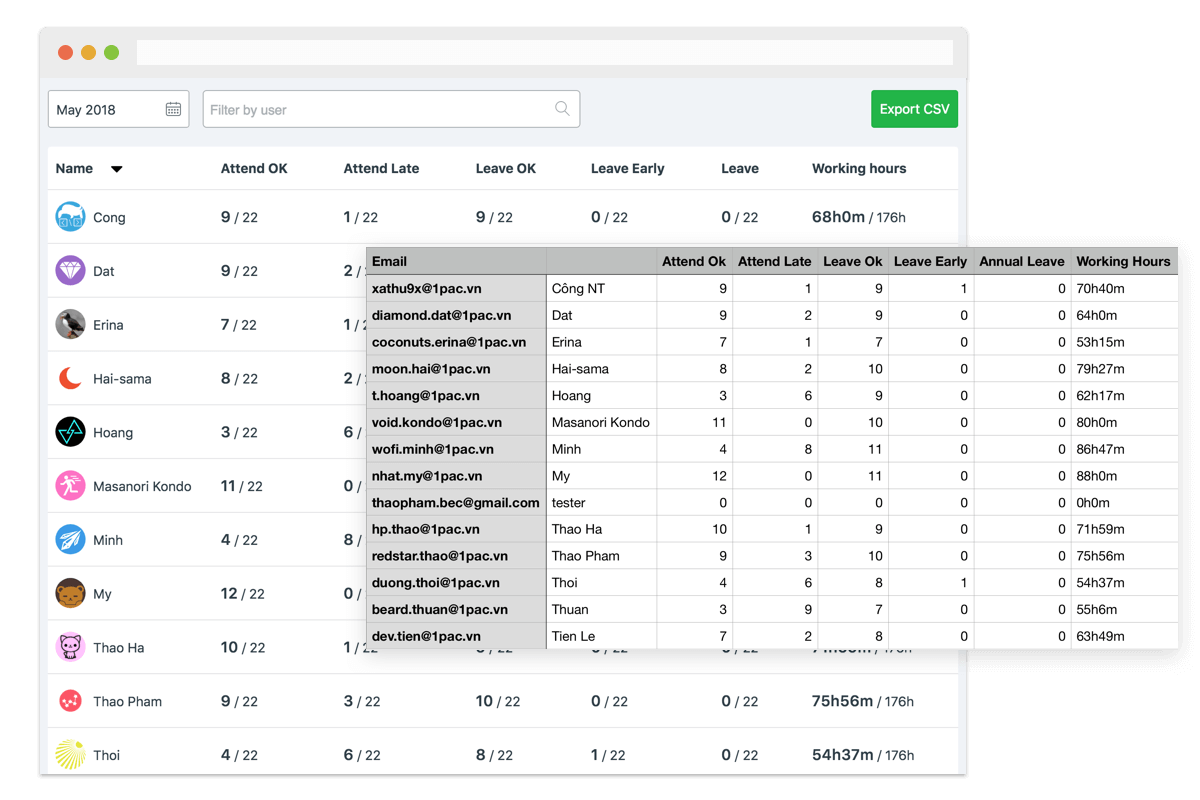 May 2018 Filter by user Export CSV
Name Attend OK Attend Late Leave OK Leave Early Leave Working hours
Cong 9 / 22 1 / 22 9 / 22 0 / 22 0 / 22 68h0m / 176h
Dat 9 / 22 2 /
Erina 7 / 22 1 /
Hai-sama 8 / 22 2 /
Hoang 3 / 22 6 /
Masanori Kondo 11 / 22 0 /
Minh 4 / 22 8 /
My 12 / 22 0 /
Thao Ha 10 / 22 1 / 22
Thao Pham 9 / 22 3 / 22 10 / 22 0 / 22 0 / 22 75h56m / 176h
Thoi 4 / 22 6 / 22 8 / 22 1 / 22 0 / 22 54h37m / 176h
Email Attend Ok Attend Late Leave Ok Leave Early Annual Leave Working Hours
xathu9x@1pac.vn Công NT 9 1 9 1 0 70h40m
diamond.dat@1pac.vn Dat 9 2 9 0 0 64h0m
coconuts.erina@1pac.vn Erina 7 1 7 0 0 53h15m
moon.hai@1pac.vn Hai-sama 8 2 10 0 0 79h27m
t.hoang@1pac.vn Hoang 3 6 9 0 0 62h17m
void.kondo@1pac.vn Masanori Kondo 11 0 10 0 0 80h0m
wofi.minh@1pac.vn Minh 4 8 11 0 0 86h47m
nhat.my@1pac.vn My 12 0 11 0 0 88h0m
thaopham.bec@gmail.com tester 0 0 0 0 0 0h0m
hp.thao@1pac.vn Thao Ha 10 1 9 0 0 71h59m
redstar.thao@1pac.vn Thao Pham 9 3 10 0 0 75h56m
duong.thoi@1pac.vn Thoi 4 6 8 1 0 54h37m
beard.thuan@1pac.vn Thuan 3 9 7 0 0 55h6m
dev.tien@1pac.vn Tien Le 7 2 8 0 0 63h49m